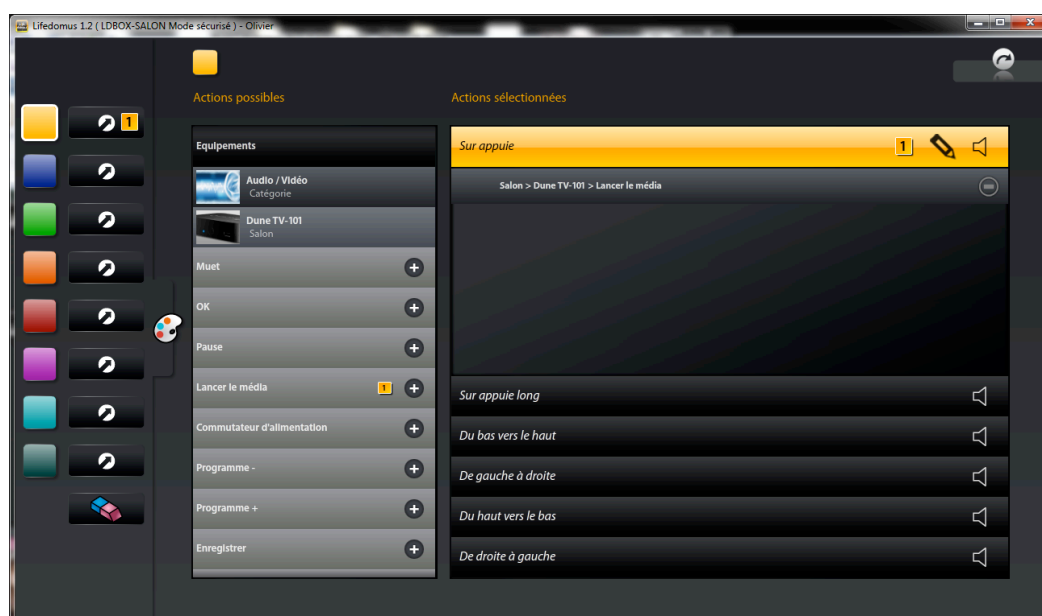 Lifedomus 1.2 ( LDBOX-SALON Mode sécurisé ) - Olivier
Actions possibles
Actions sélectionnées
1
Equipements
Sur appuie
1
Audio / Vidéo
Catégorie
Salon > Dune TV-101 > Lancer le média
Dune TV-101
Salon
Muet
OK
Pause
Lancer le média
1
Sur appuie long
Commutateur d'alimentation
Du bas vers le haut
Programme -
De gauche à droite
Programme +
Du haut vers le bas
Enregistrer
De droite à gauche